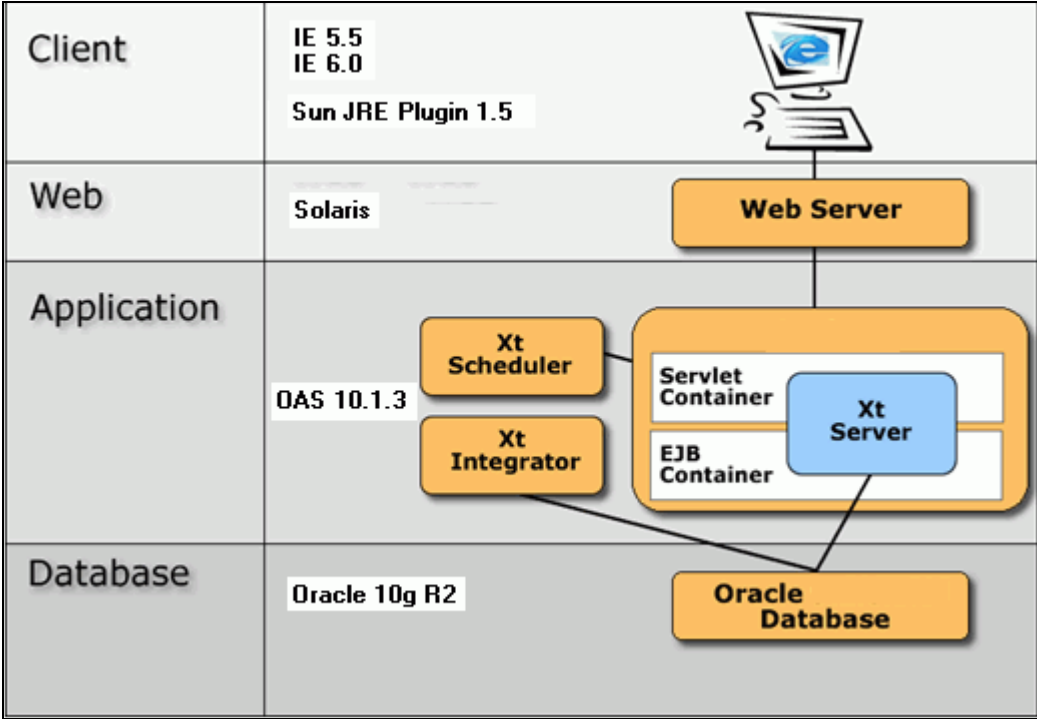 Client
IE 5.5
IE 6.0
Sun JRE Plugin 1.5
Web
Solaris
Web Server
Application
OAS 10.1.3
Xt
Scheduler
Xt
Integrator
Servlet
Container
EJB
Container
Xt
Server
Database
Oracle 10g R2
Oracle
Database